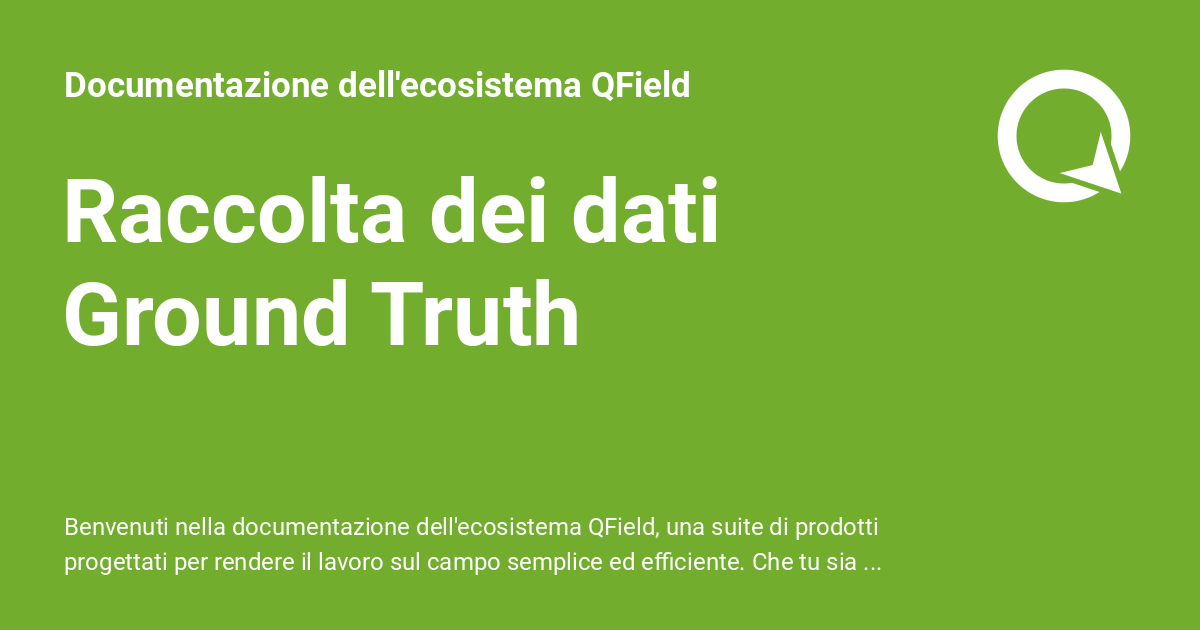 Documentazione dell'ecosistema QField
Raccolta dei dati
Ground Truth
Benvenuti nella documentazione dell'ecosistema QField, una suite di prodotti
progettati per rendere il lavoro sul campo semplice ed efficiente. Che tu sia ...